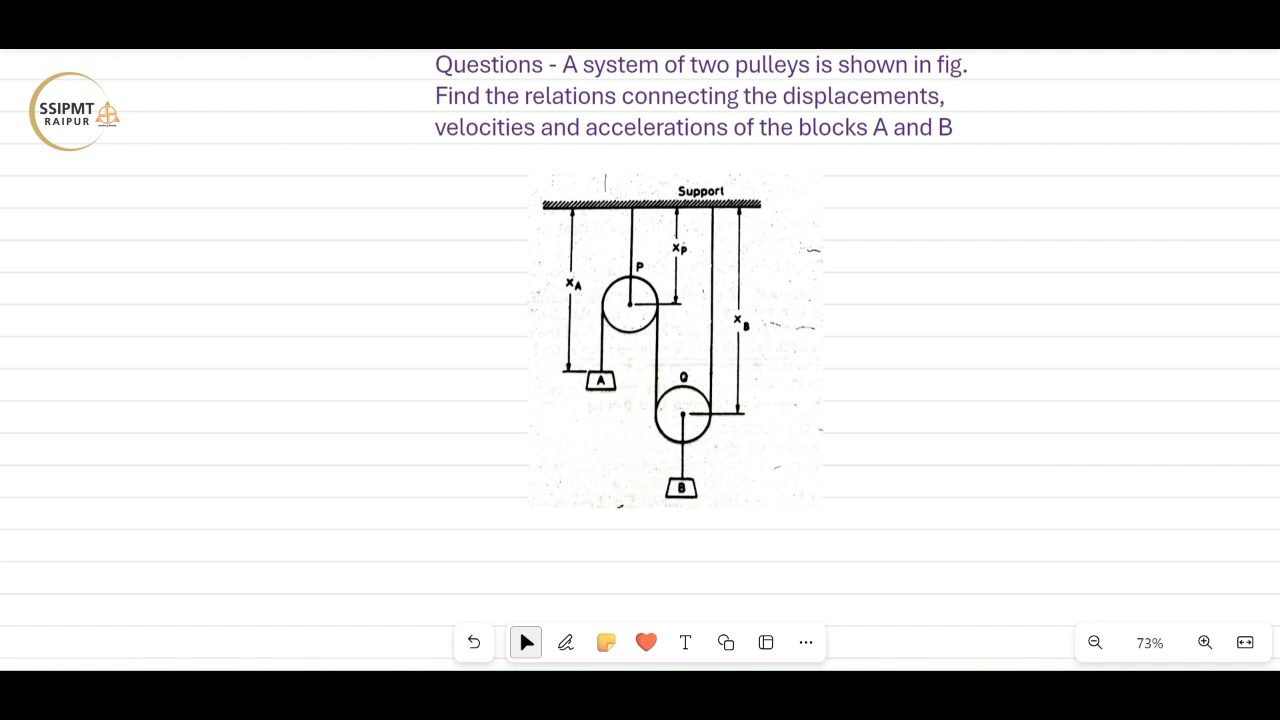 Questions - A system of two pulleys is shown in fig.
Find the relations connecting the displacements,
velocities and accelerations of the blocks A and B
SSIPMT
RAIPUR
Support
xP
P
xA
xB
A
Q
B
T
73%